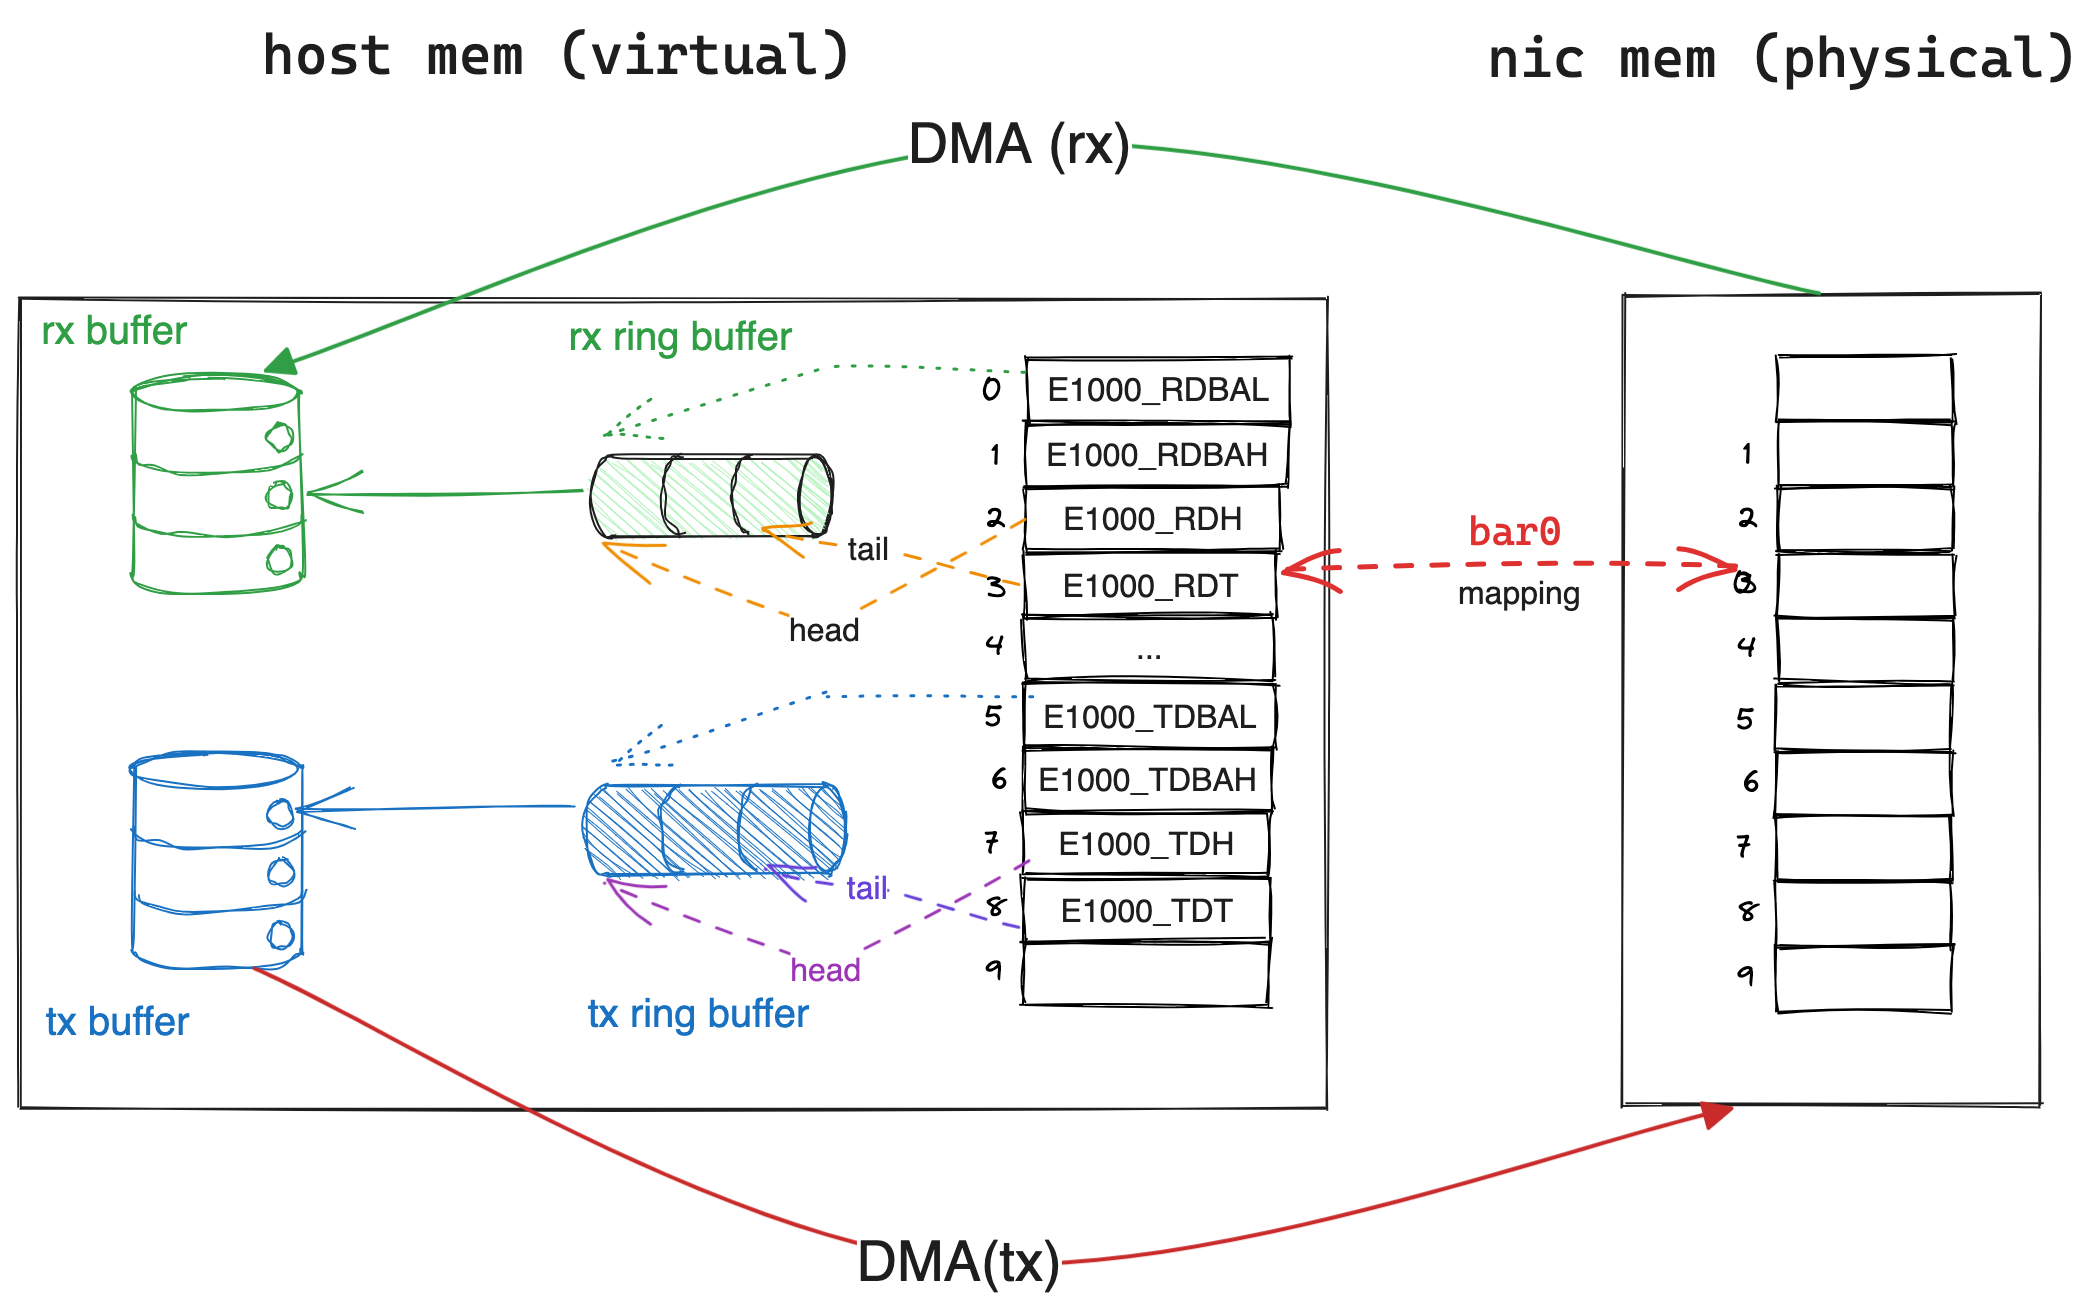 host mem (virtual)
nic mem (physical)
DMA (rx)
rx buffer
rx ring buffer
0 E1000_RDBAL
1 E1000_RDBAH
2 E1000_RDH
3 E1000_RDT
4 ...
5 E1000_TDBAL
6 E1000_TDBAH
7 E1000_TDH
8 E1000_TDT
9
tail
head
tail
head
tx buffer
tx ring buffer
bar0
mapping
1
2
4
5
6
7
8
9
DMA(tx)